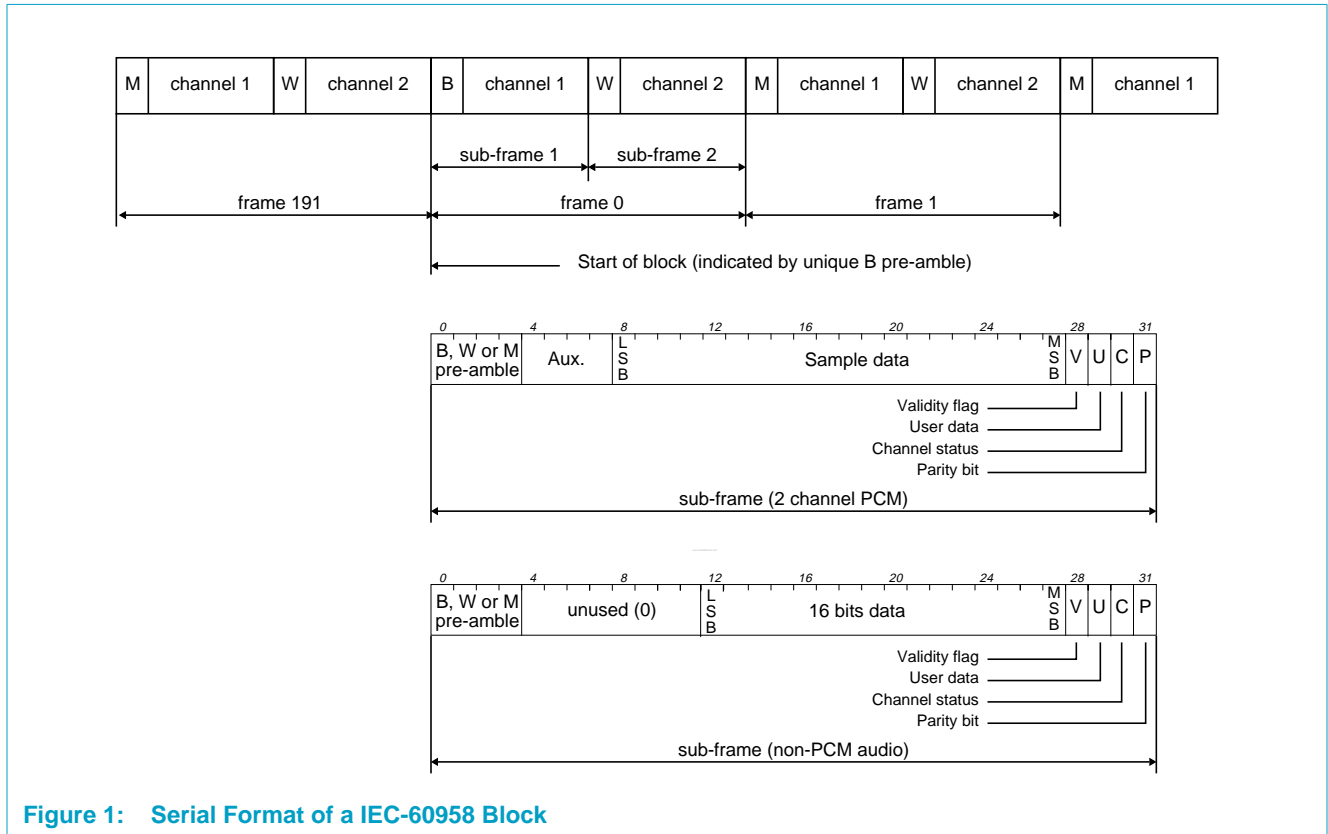 M channel 1 W channel 2 B channel 1 W channel 2 M channel 1 W channel 2 M channel 1
sub-frame 1 sub-frame 2
frame 191 frame 0 frame 1
Start of block (indicated by unique B pre-amble)
0 4 8 12 16 20 24 28 31
B, W or M pre-amble Aux. LSB Sample data MSB V U C P
Validity flag
User data
Channel status
Parity bit
sub-frame (2 channel PCM)
0 4 8 12 16 20 24 28 31
B, W or M pre-amble unused (0) LSB 16 bits data MSB V U C P
Validity flag
User data
Channel status
Parity bit
sub-frame (non-PCM audio)
Figure 1: Serial Format of a IEC-60958 Block